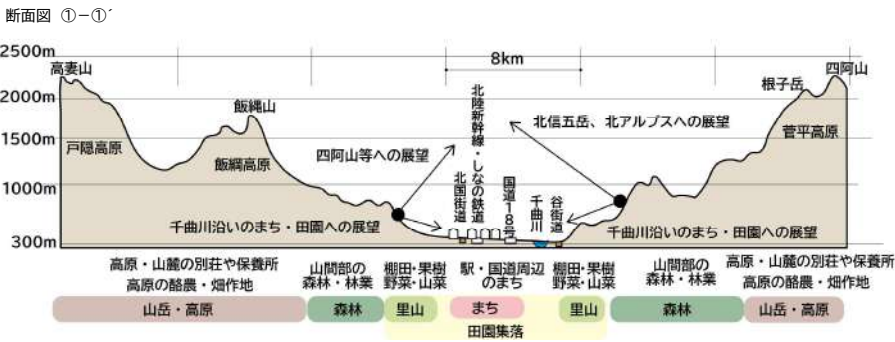 断面図 ①－①´
2500m
2000m
1500m
1000m
300m
8km
高妻山
戸隠高原
飯縄山
飯綱高原
四阿山等への展望
千曲川沿いのまち・田園への展望
北国街道
北陸新幹線・しなの鉄道
国道18号
千曲川
谷街道
北信五岳、北アルプスへの展望
千曲川沿いのまち・田園への展望
根子岳
四阿山
菅平高原
高原・山麓の別荘や保養所
高原の酪農・畑作地
山間部の
森林・林業
棚田・果樹
野菜・山菜
駅・国道周辺
のまち
棚田・果樹
野菜・山菜
山間部の
森林・林業
高原・山麓の別荘や保養所
高原の酪農・畑作地
山岳・高原
森林
里山
まち
里山
森林
山岳・高原
田園集落